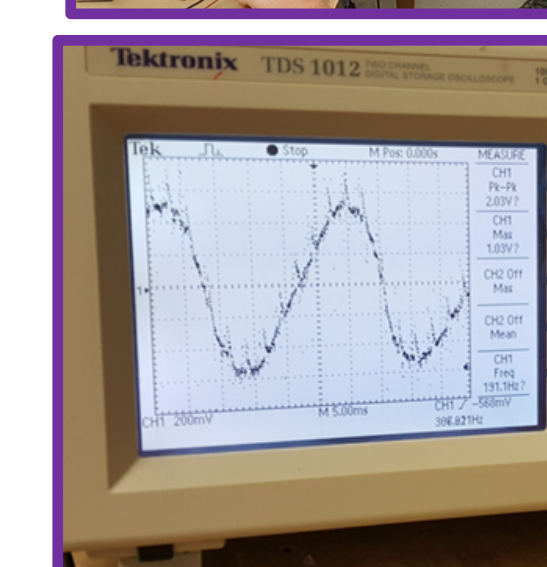 Tektronix TDS 1012 TWO CHANNEL
DIGITAL STORAGE OSCILLOSCOPE
Tek Stop M Pos: 0.000s MEASURE
CH1
Pk-Pk
2.03V?
CH1
Max
1.03V?
CH2 Off
Max
CH2 Off
Mean
CH1
Freq
191.1Hz?
1
CH1 200mV M 5.00ms CH1 -568mV